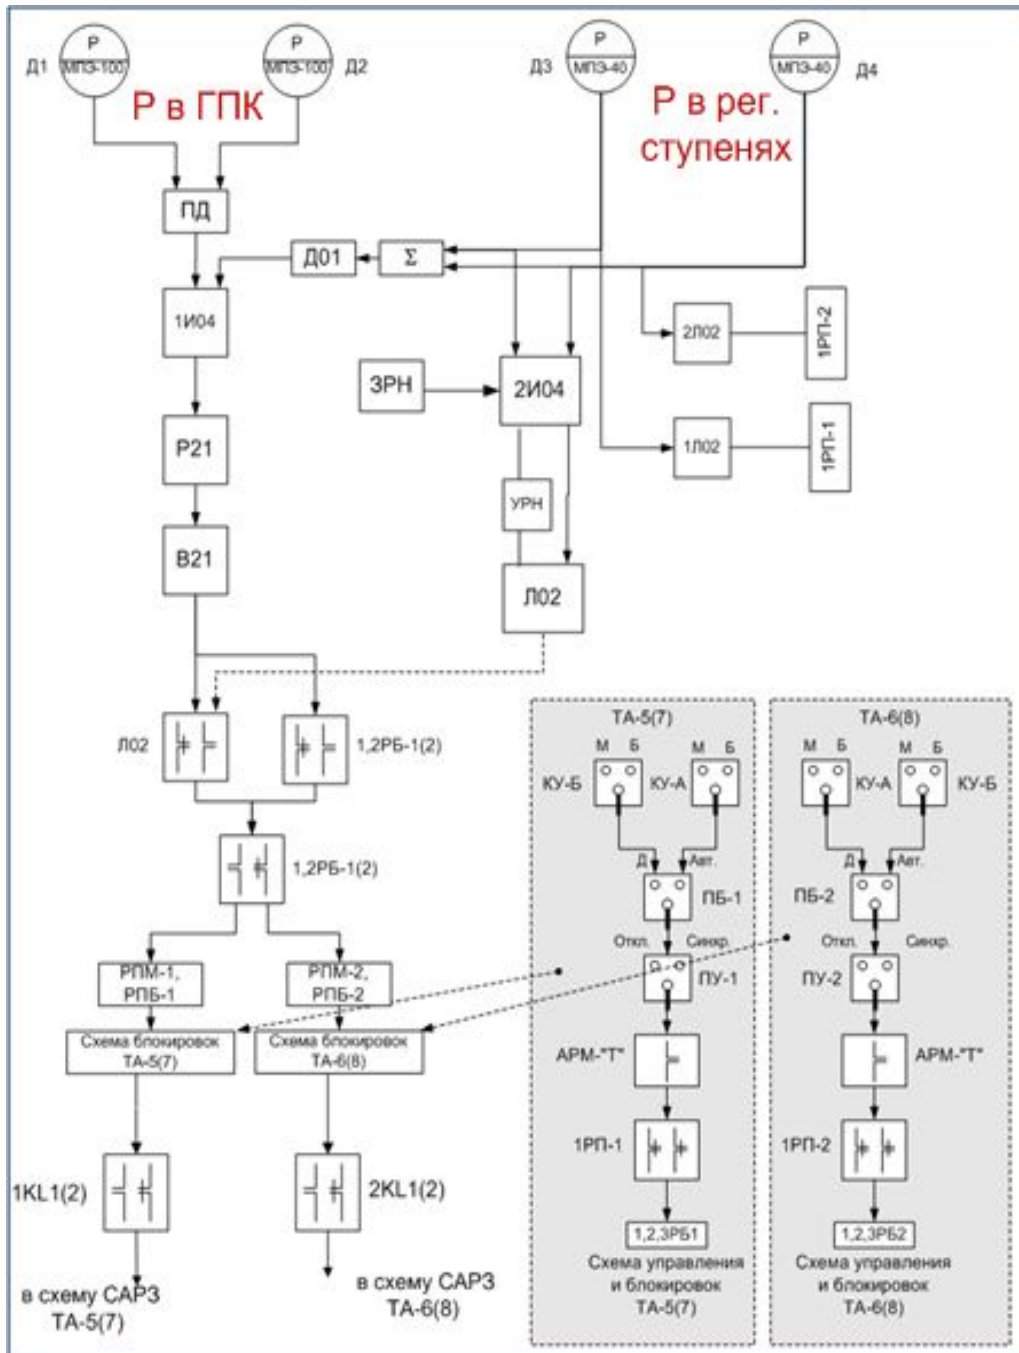 Р
Р
Р
Р
Д1
МПЭ-100
МПЭ-100
Д2
Д3
МПЭ-40
МПЭ-40
Д4
Р в ГПК
Р в рег.
ступенях
ПД
Д01
Σ
1И04
2Л02
1РП-2
ЗРН
2И04
Р21
1Л02
1РП-1
УРН
В21
Л02
Л02
1,2РБ-1(2)
1,2РБ-1(2)
РПМ-1,
РПБ-1
РПМ-2,
РПБ-2
Схема блокировок
ТА-5(7)
Схема блокировок
ТА-6(8)
1KL1(2)
2KL1(2)
в схему САРЗ
ТА-5(7)
в схему САРЗ
ТА-6(8)
ТА-5(7)
М Б
М Б
КУ-Б
КУ-А
Д
Авт.
ПБ-1
Откл.
Синхр.
ПУ-1
АРМ-"Т"
1РП-1
1,2,3РБ1
Схема управления
и блокировок
ТА-5(7)
ТА-6(8)
М Б
М Б
КУ-А
КУ-Б
Д
Авт.
ПБ-2
Откл.
Синхр.
ПУ-2
АРМ-"Т"
1РП-2
1,2,3РБ2
Схема управления
и блокировок
ТА-6(8)